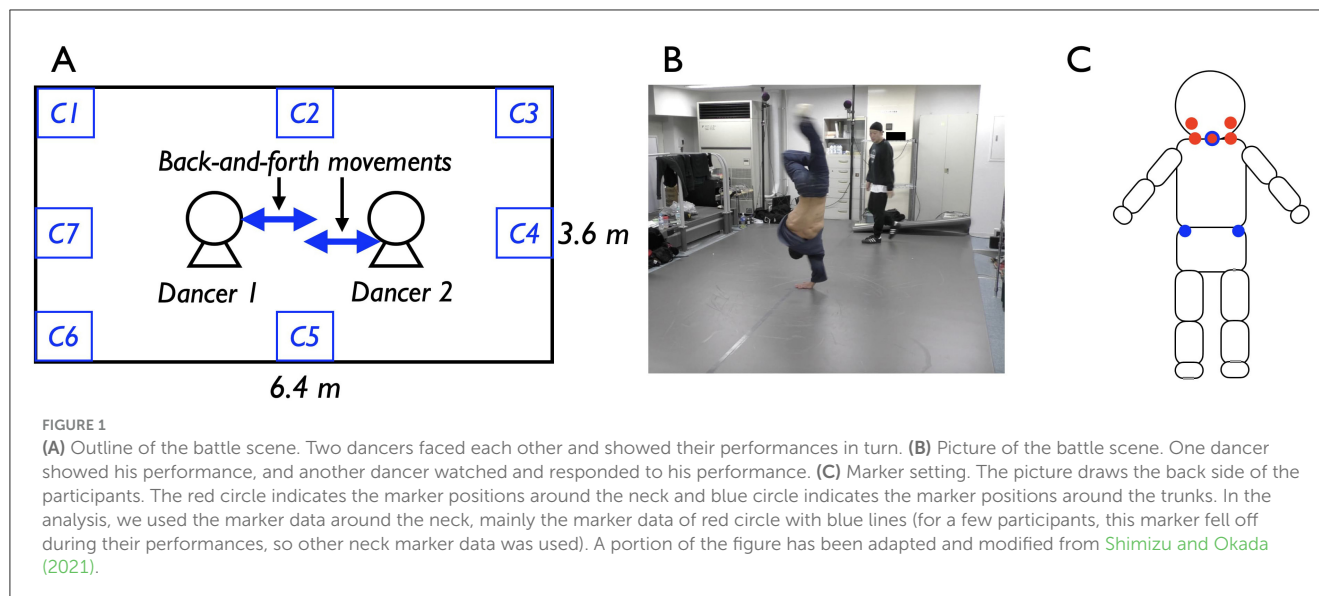 A
B
C
C1
C2
C3
Back-and-forth movements
C7
C4
3.6 m
Dancer 1
Dancer 2
C6
C5
6.4 m
FIGURE 1
(A) Outline of the battle scene. Two dancers faced each other and showed their performances in turn. (B) Picture of the battle scene. One dancer
showed his performance, and another dancer watched and responded to his performance. (C) Marker setting. The picture draws the back side of the
participants. The red circle indicates the marker positions around the neck and blue circle indicates the marker positions around the trunks. In the
analysis, we used the marker data around the neck, mainly the marker data of red circle with blue lines (for a few participants, this marker fell off
during their performances, so other neck marker data was used). A portion of the figure has been adapted and modified from Shimizu and Okada
(2021).